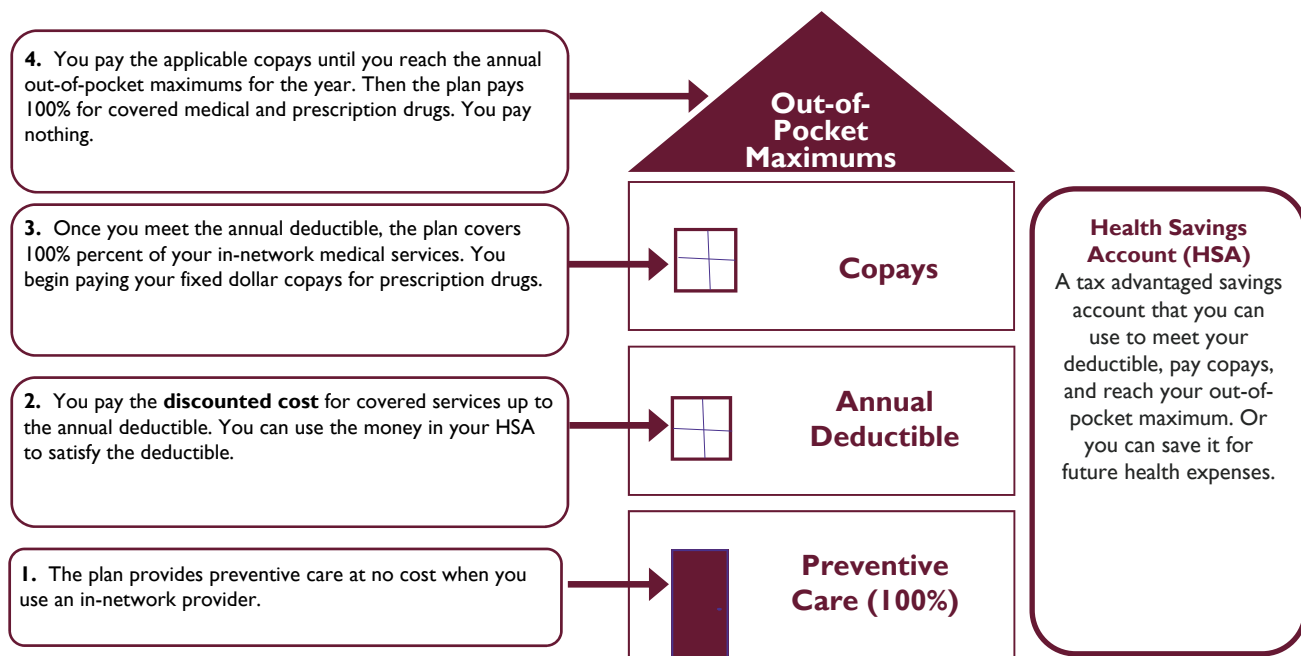 4. You pay the applicable copays until you reach the annual
out-of-pocket maximums for the year. Then the plan pays
100% for covered medical and prescription drugs. You pay
nothing.
Out-of-
Pocket
Maximums
3. Once you meet the annual deductible, the plan covers
100% percent of your in-network medical services. You
begin paying your fixed dollar copays for prescription drugs.
Copays
2. You pay the discounted cost for covered services up to
the annual deductible. You can use the money in your HSA
to satisfy the deductible.
Annual
Deductible
1. The plan provides preventive care at no cost when you
use an in-network provider.
Preventive
Care (100%)
Health Savings
Account (HSA)
A tax advantaged savings
account that you can
use to meet your
deductible, pay copays,
and reach your out-of-
pocket maximum. Or
you can save it for
future health expenses.